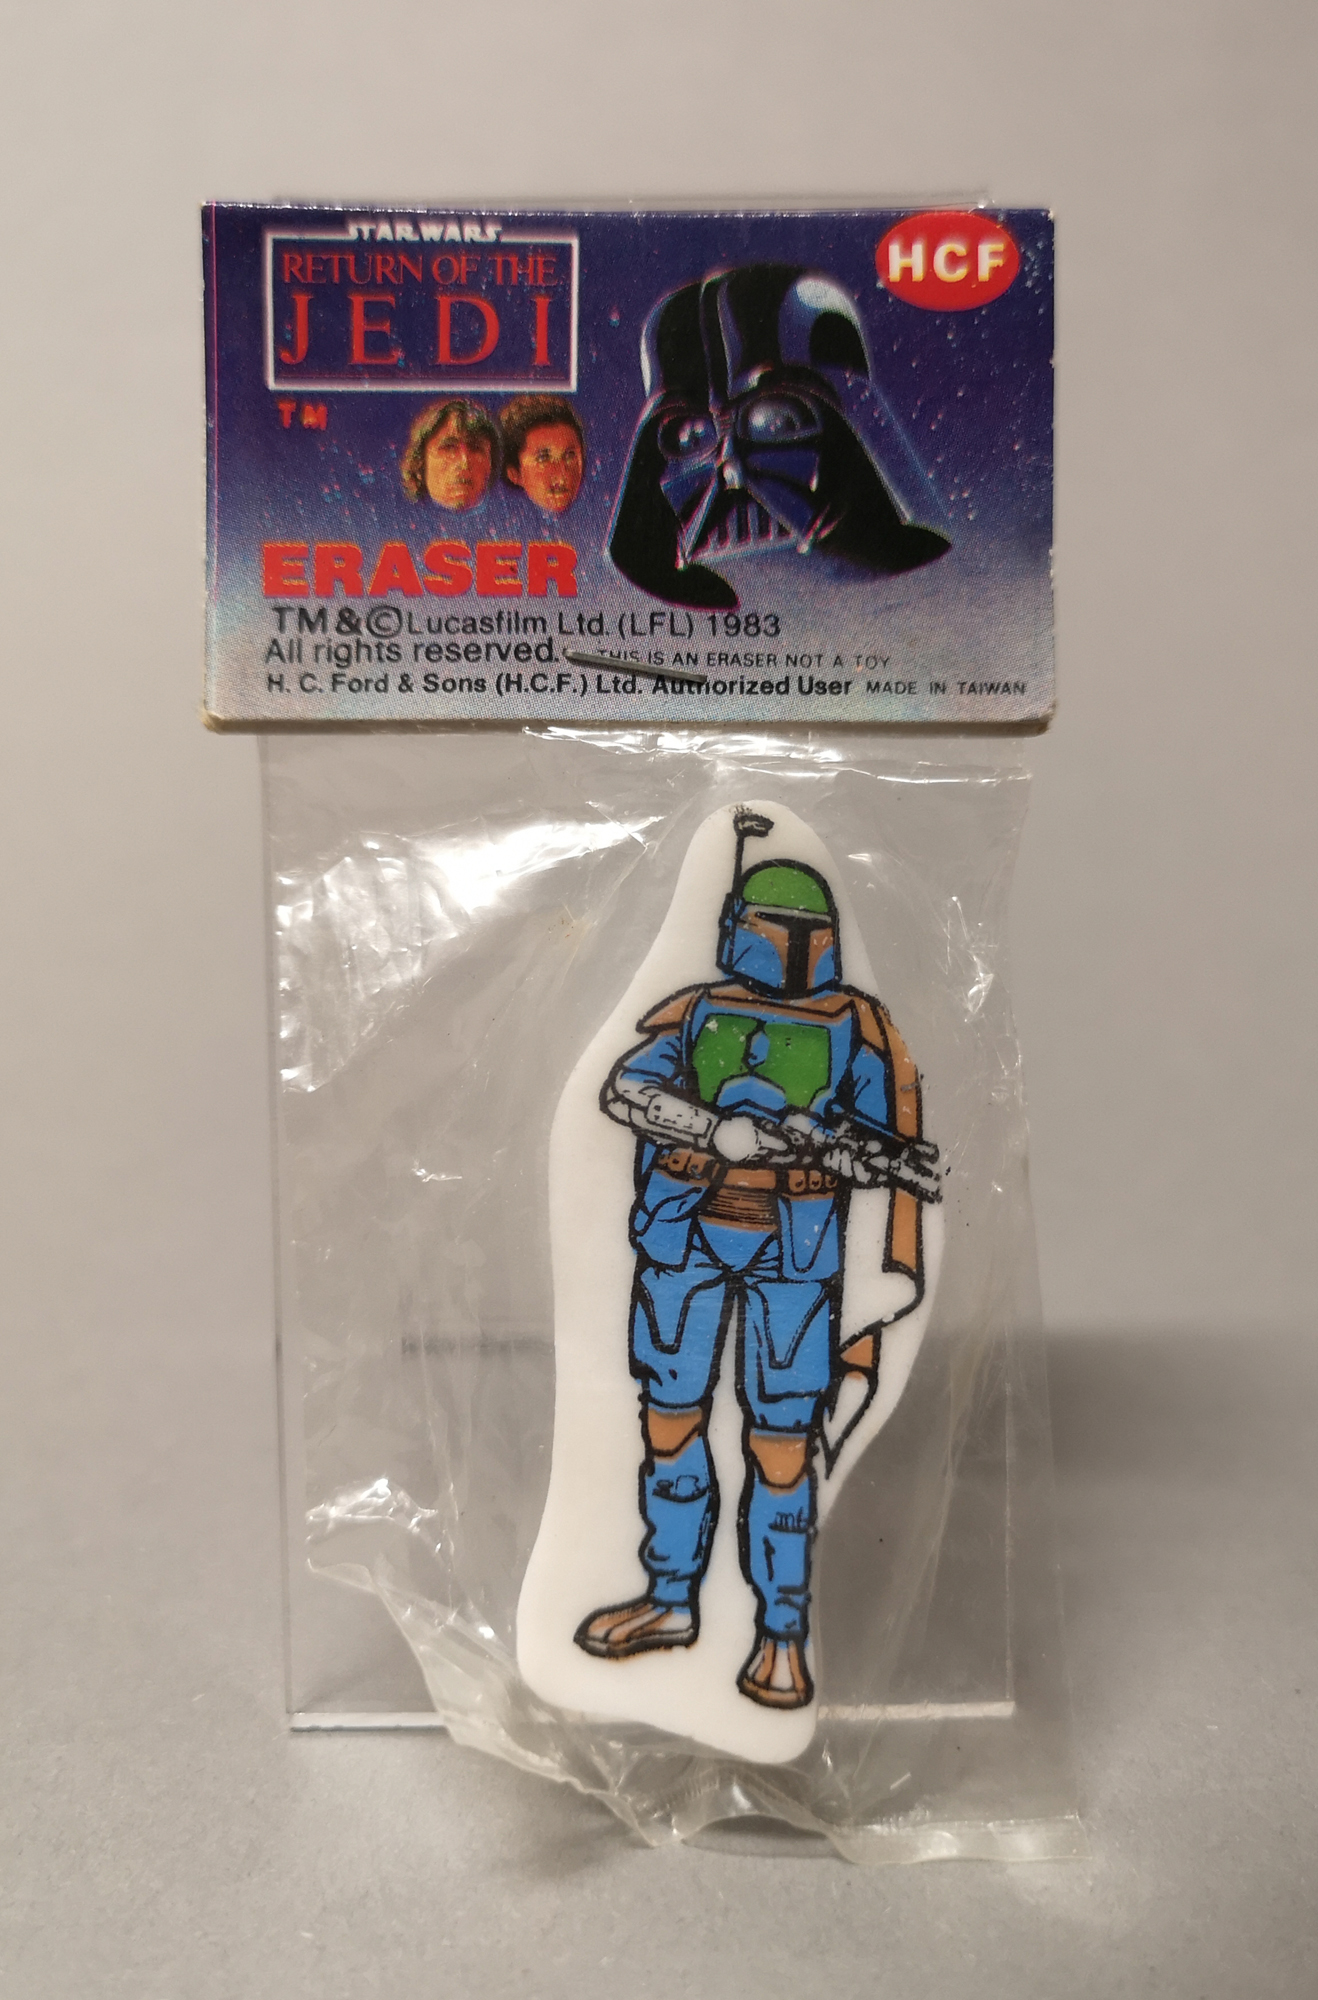 STAR WARS
RETURN OF THE
JEDI
TM
HCF
ERASER
TM & © Lucasfilm Ltd. (LFL) 1983
All rights reserved. THIS IS AN ERASER NOT A TOY
H. C. Ford & Sons (H.C.F.) Ltd. Authorized User MADE IN TAIWAN